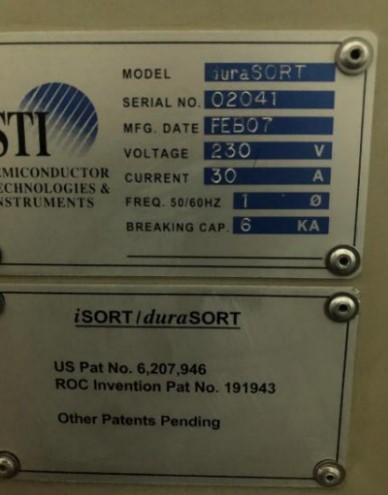 STI
EMICONDUCTOR
ECHNOLOGIES &
NSTRUMENTS
MODEL duraSORT
SERIAL NO. 02041
MFG. DATE FEB07
VOLTAGE 230 V
CURRENT 30 A
FREQ. 50/60HZ 1 Ø
BREAKING CAP. 6 KA
iSORT/duraSORT
US Pat No. 6,207,946
ROC Invention Pat No. 191943
Other Patents Pending